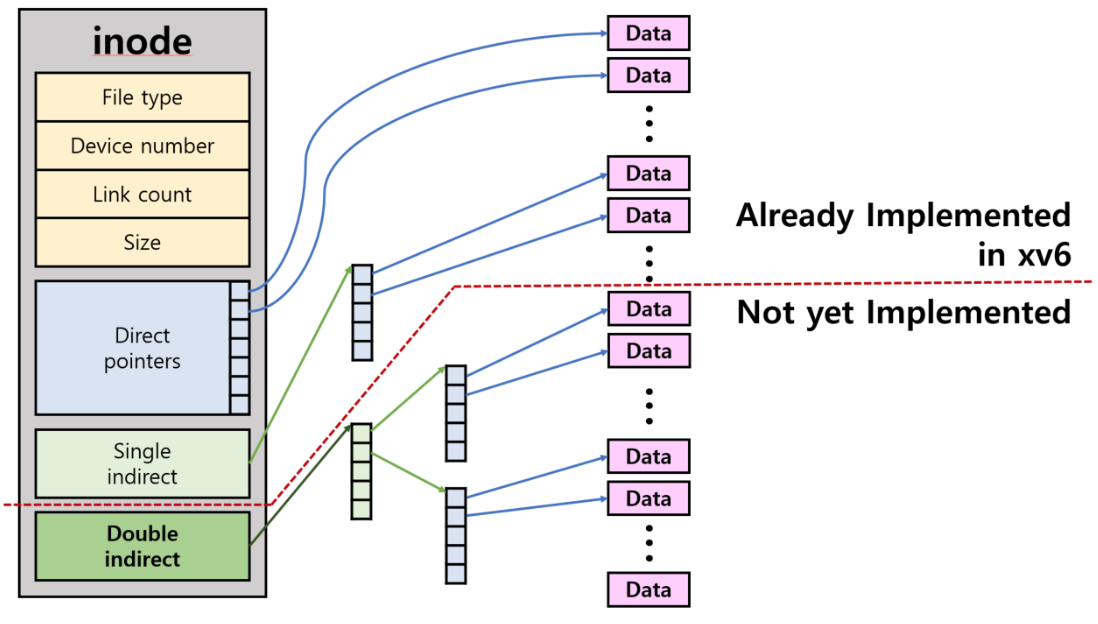 inode
File type
Device number
Link count
Size
Direct
pointers
Single
indirect
Double
indirect
Data
Data
Data
Data
Already Implemented
in xv6
Not yet Implemented
Data
Data
Data
Data
Data